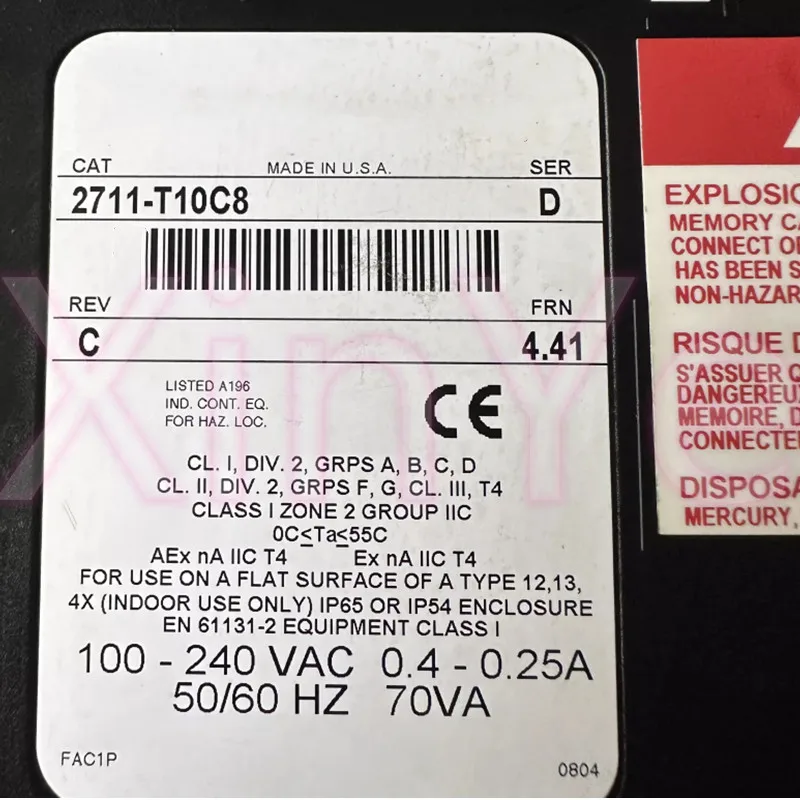 CAT MADE IN U.S.A. SER
2711-T10C8 D
REV FRN
C 4.41
LISTED A196
IND. CONT. EQ.
FOR HAZ. LOC.
CE
CL. I, DIV. 2, GRPS A, B, C, D
CL. II, DIV. 2, GRPS F, G, CL. III, T4
CLASS I ZONE 2 GROUP IIC
0C≤Ta≤55C
AEx nA IIC T4 Ex nA IIC T4
FOR USE ON A FLAT SURFACE OF A TYPE 12,13,
4X (INDOOR USE ONLY) IP65 OR IP54 ENCLOSURE
EN 61131-2 EQUIPMENT CLASS I
100 - 240 VAC 0.4 - 0.25A
50/60 HZ 70VA
FAC1P 0804
MEMORY
CONNECT
HAS BEEN
NON-HAZAR
RISQUE
S'ASSUER
DANGEREU
MEMOIRE,
CONNECTE
DISPOSA
MERCURY,